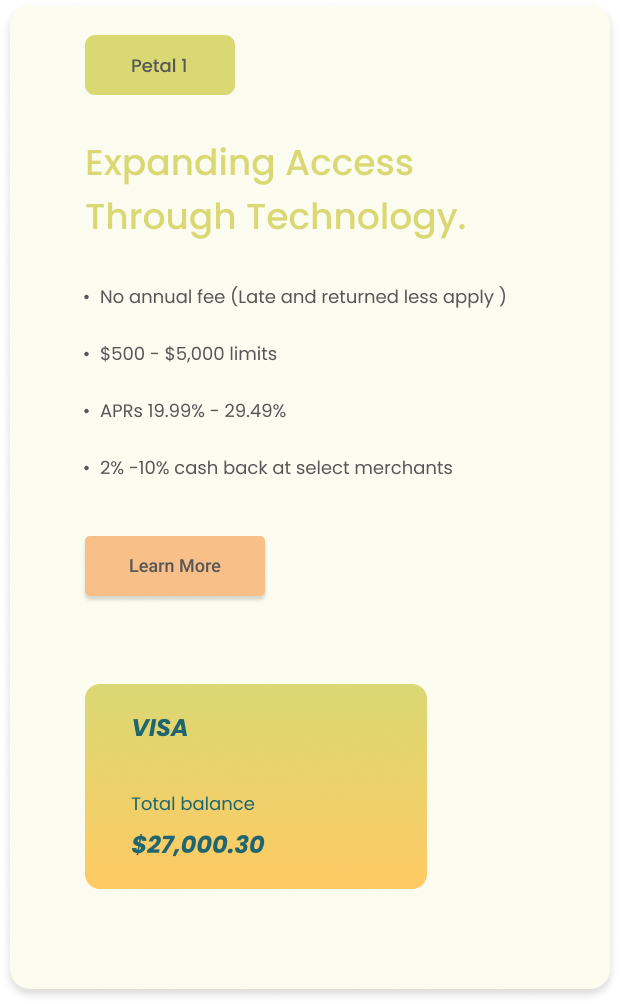 Petal 1
Expanding Access
Through Technology.
• No annual fee (Late and returned less apply )
• $500 - $5,000 limits
• APRs 19.99% - 29.49%
• 2% -10% cash back at select merchants
Learn More
VISA
Total balance
$27,000.30